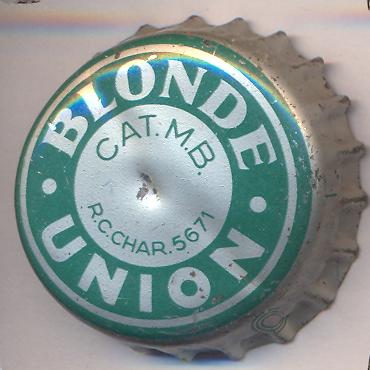 BLONDE
CAT. M.B.
R.C. CHAR. 5671
• UNION •